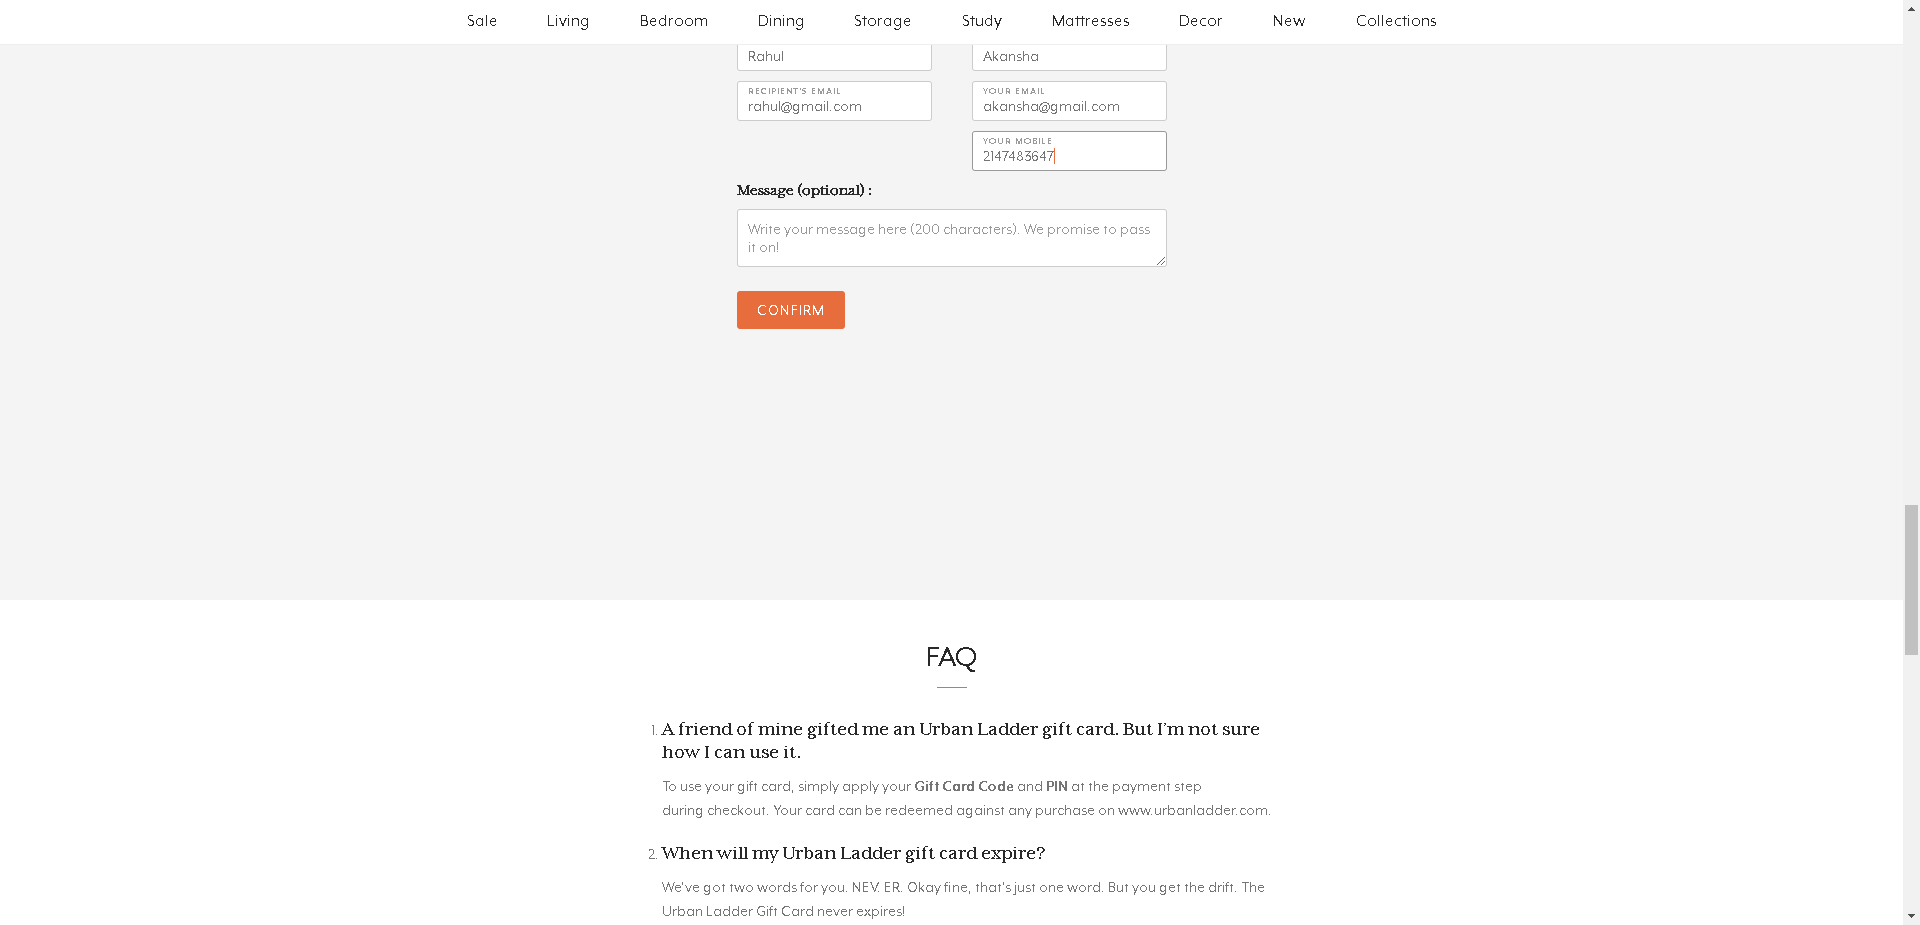 Sale Living Bedroom Dining Storage Study Mattresses Decor New Collections
Rahul Akansha
RECIPIENT'S EMAIL YOUR EMAIL
rahul@gmail.com akansha@gmail.com
YOUR MOBILE
2147483647
Message (optional) :
Write your message here (200 characters). We promise to pass
it on!
CONFIRM
FAQ
1. A friend of mine gifted me an Urban Ladder gift card. But I'm not sure
how I can use it.
To use your gift card, simply apply your Gift Card Code and PIN at the payment step
during checkout. Your card can be redeemed against any purchase on www.urbanladder.com.
2. When will my Urban Ladder gift card expire?
We've got two words for you. NEV. ER. Okay fine, that's just one word. But you get the drift. The
Urban Ladder Gift Card never expires!